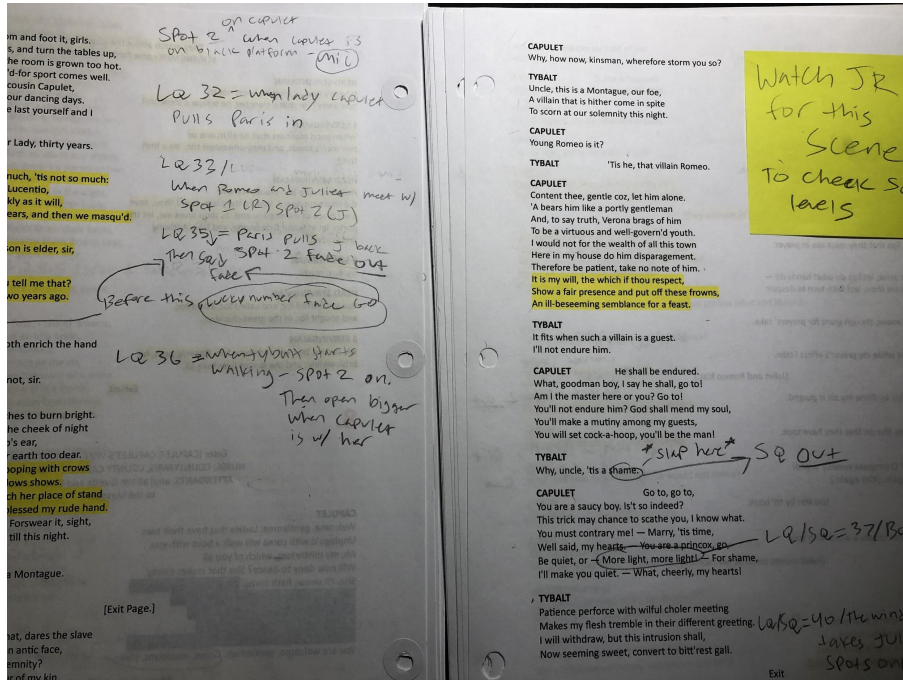 om and foot it, girls.
s, and turn the tables up,
he room is grown too hot.
'd-for sport comes well.
cousin Capulet,
our dancing days.
e last yourself and I
r Lady, thirty years.
nuch, 'tis not so much:
Lucentio,
kly as it will,
ears, and then we masqu'd.
son is elder, sir,
tell me that?
wo years ago.
oth enrich the hand
not, sir.
hes to burn bright.
he cheek of night
o's ear,
earth too dear.
ooping with crows
lows shows.
ch her place of stand
blessed my rude hand.
Forswear it, sight,
till this night.
a Montague.
[Exit Page.]
hat, dares the slave
n antic face,
emnity?
or of my kin
on capulet
Spot 2 ^ when capulet is
on black platform - mic
LQ 32 = when lady capulet
pulls Paris in
LQ 33/
when Romeo and Juliet meet w/
spot 1 (R) spot 2 (J)
LQ 35 = Paris pulls J back
Then SQ Spot 2 fade out
fade
Before this, Lucky number fade GO
LQ 36 = when tybalt starts
walking - spot 2 on.
Then open bigger
when capulet
is w/ her
CAPULET
Why, how now, kinsman, wherefore storm you so?
TYBALT
Uncle, this is a Montague, our foe,
A villain that is hither come in spite
To scorn at our solemnity this night.
CAPULET
Young Romeo is it?
TYBALT 'Tis he, that villain Romeo.
CAPULET
Content thee, gentle coz, let him alone.
'A bears him like a portly gentleman
And, to say truth, Verona brags of him
To be a virtuous and well-govern'd youth.
I would not for the wealth of all this town
Here in my house do him disparagement.
Therefore be patient, take no note of him.
It is my will, the which if thou respect,
Show a fair presence and put off these frowns,
An ill-beseeming semblance for a feast.
TYBALT
It fits when such a villain is a guest.
I'll not endure him.
CAPULET He shall be endured.
What, goodman boy, I say he shall, go to!
Am I the master here or you? Go to!
You'll not endure him? God shall mend my soul,
You'll make a mutiny among my guests,
You will set cock-a-hoop, you'll be the man!
TYBALT *slap here*
Why, uncle, 'tis a shame. SQ out
CAPULET Go to, go to,
You are a saucy boy. Is't so indeed?
This trick may chance to scathe you, I know what.
You must contrary me! — Marry, 'tis time,
Well said, my hearts — You are a princox, go, LQ/SQ=37/
Be quiet, or — More light, more light! — For shame,
I'll make you quiet. — What, cheerly, my hearts!
TYBALT
Patience perforce with wilful choler meeting
Makes my flesh tremble in their different greeting.
I will withdraw, but this intrusion shall,
Now seeming sweet, convert to bitt'rest gall.
Exit
LQ/SQ=40/the
takes
spots on
Watch JR
for this
Scene
To check
levels